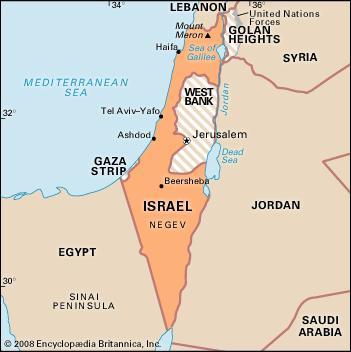 34°
36°
LEBANON
United Nations
Forces
Mount
Meron
GOLAN
HEIGHTS
Haifa
Sea of
Galilee
SYRIA
MEDITERRANEAN
SEA
WEST
BANK
Jordan
32°
Tel Aviv–Yafo
Ashdod
Jerusalem
Dead
Sea
GAZA
STRIP
Beersheba
ISRAEL
JORDAN
NEGEV
EGYPT
30°
SINAI
PENINSULA
SAUDI
ARABIA
© 2008 Encyclopædia Britannica, Inc.